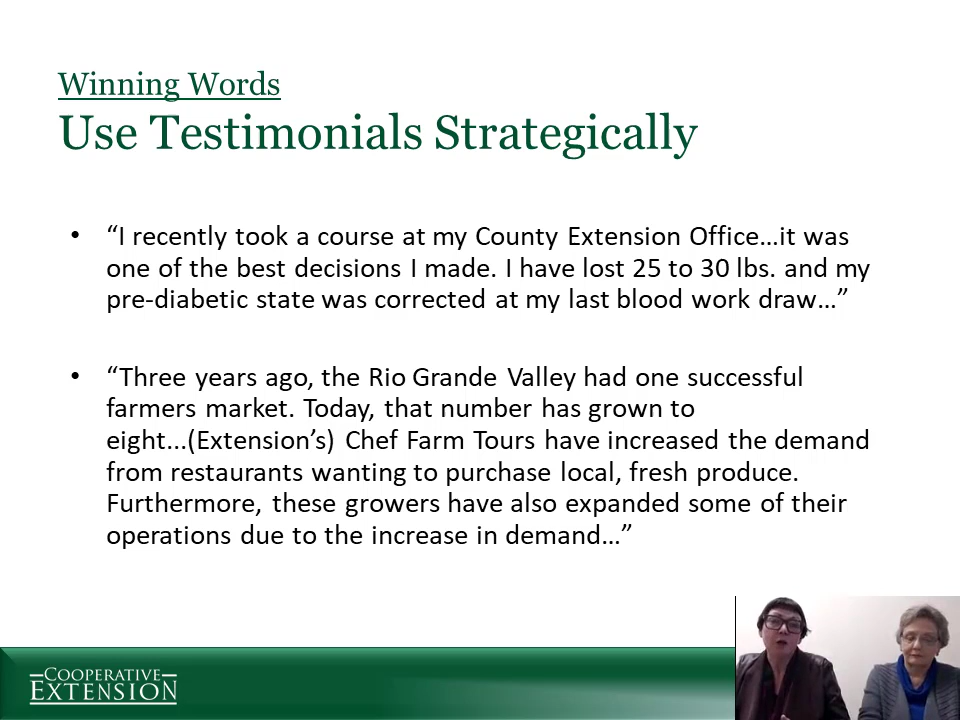 Winning Words
Use Testimonials Strategically
• “I recently took a course at my County Extension Office…it was
one of the best decisions I made. I have lost 25 to 30 lbs. and my
pre-diabetic state was corrected at my last blood work draw…”
• “Three years ago, the Rio Grande Valley had one successful
farmers market. Today, that number has grown to
eight...(Extension’s) Chef Farm Tours have increased the demand
from restaurants wanting to purchase local, fresh produce.
Furthermore, these growers have also expanded some of their
operations due to the increase in demand…”
COOPERATIVE
EXTENSION